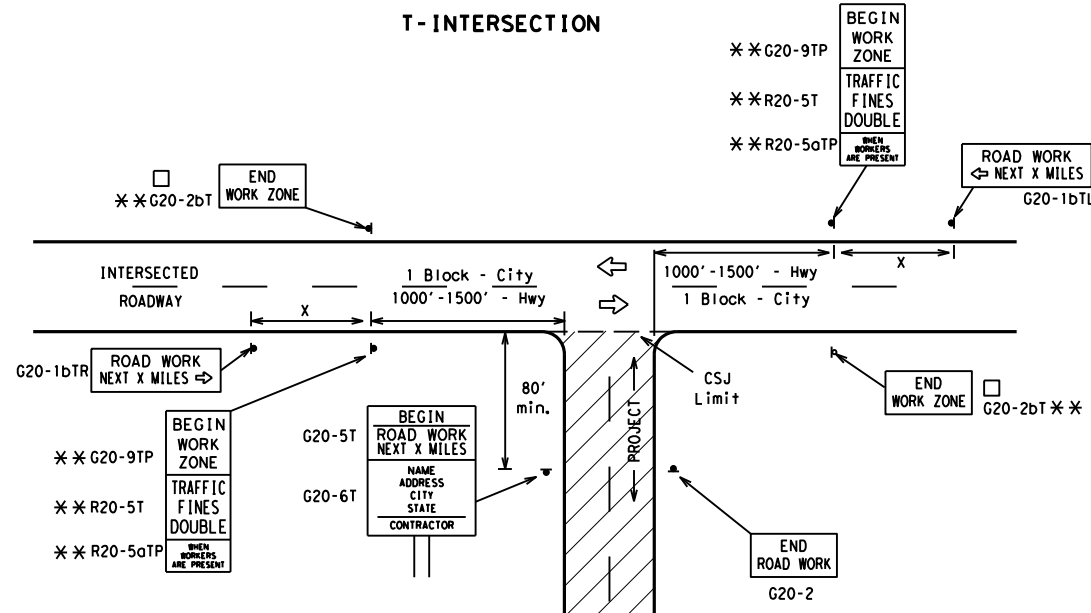 T-INTERSECTION
BEGIN
WORK
ZONE
**G20-9TP
TRAFFIC
FINES
DOUBLE
**R20-5T
WHEN
WORKERS
ARE PRESENT
**R20-5aTP
ROAD WORK
⇦ NEXT X MILES
G20-1bTL
END
WORK ZONE
□
**G20-2bT
INTERSECTED
ROADWAY
1 Block - City
1000'-1500' - Hwy
1000'-1500' - Hwy
1 Block - City
X
X
G20-1bTR
ROAD WORK
NEXT X MILES ⇨
80'
min.
CSJ
Limit
PROJECT
END
WORK ZONE
□
G20-2bT **
BEGIN
WORK
ZONE
**G20-9TP
TRAFFIC
FINES
DOUBLE
**R20-5T
WHEN
WORKERS
ARE PRESENT
**R20-5aTP
G20-5T
BEGIN
ROAD WORK
NEXT X MILES
G20-6T
NAME
ADDRESS
CITY
STATE
CONTRACTOR
END
ROAD WORK
G20-2